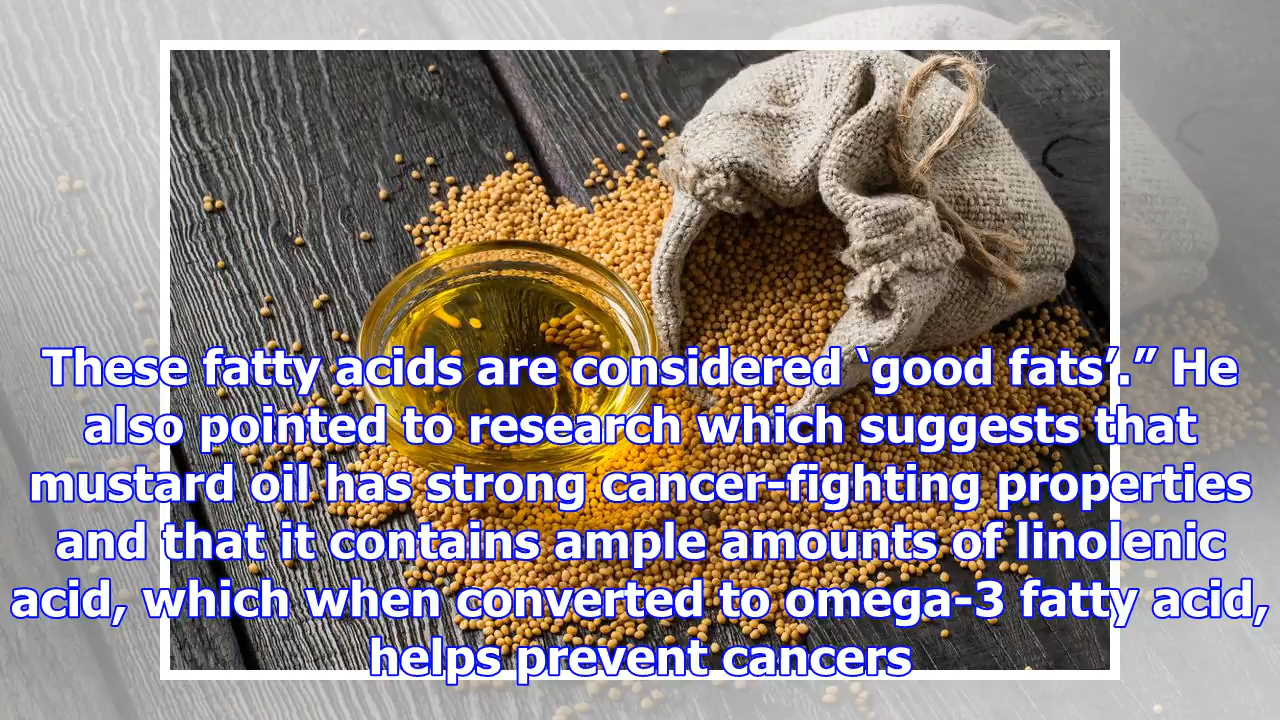 These fatty acids are considered ‘good fats’.” He
also pointed to research which suggests that
mustard oil has strong cancer-fighting properties
and that it contains ample amounts of linolenic
acid, which when converted to omega-3 fatty acid,
helps prevent cancers